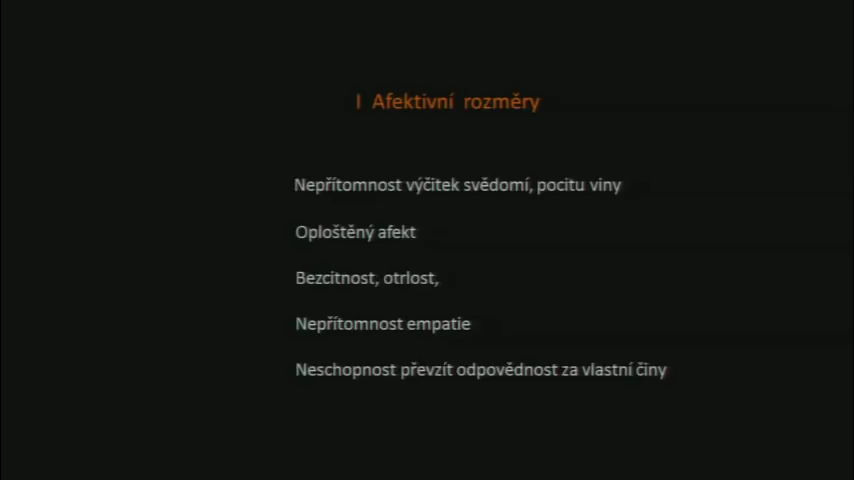 I Afektivní rozměry
Nepřítomnost výčitek svědomí, pocitu viny
Oploštěný afekt
Bezcitnost, otrlost,
Nepřítomnost empatie
Neschopnost převzít odpovědnost za vlastní činy